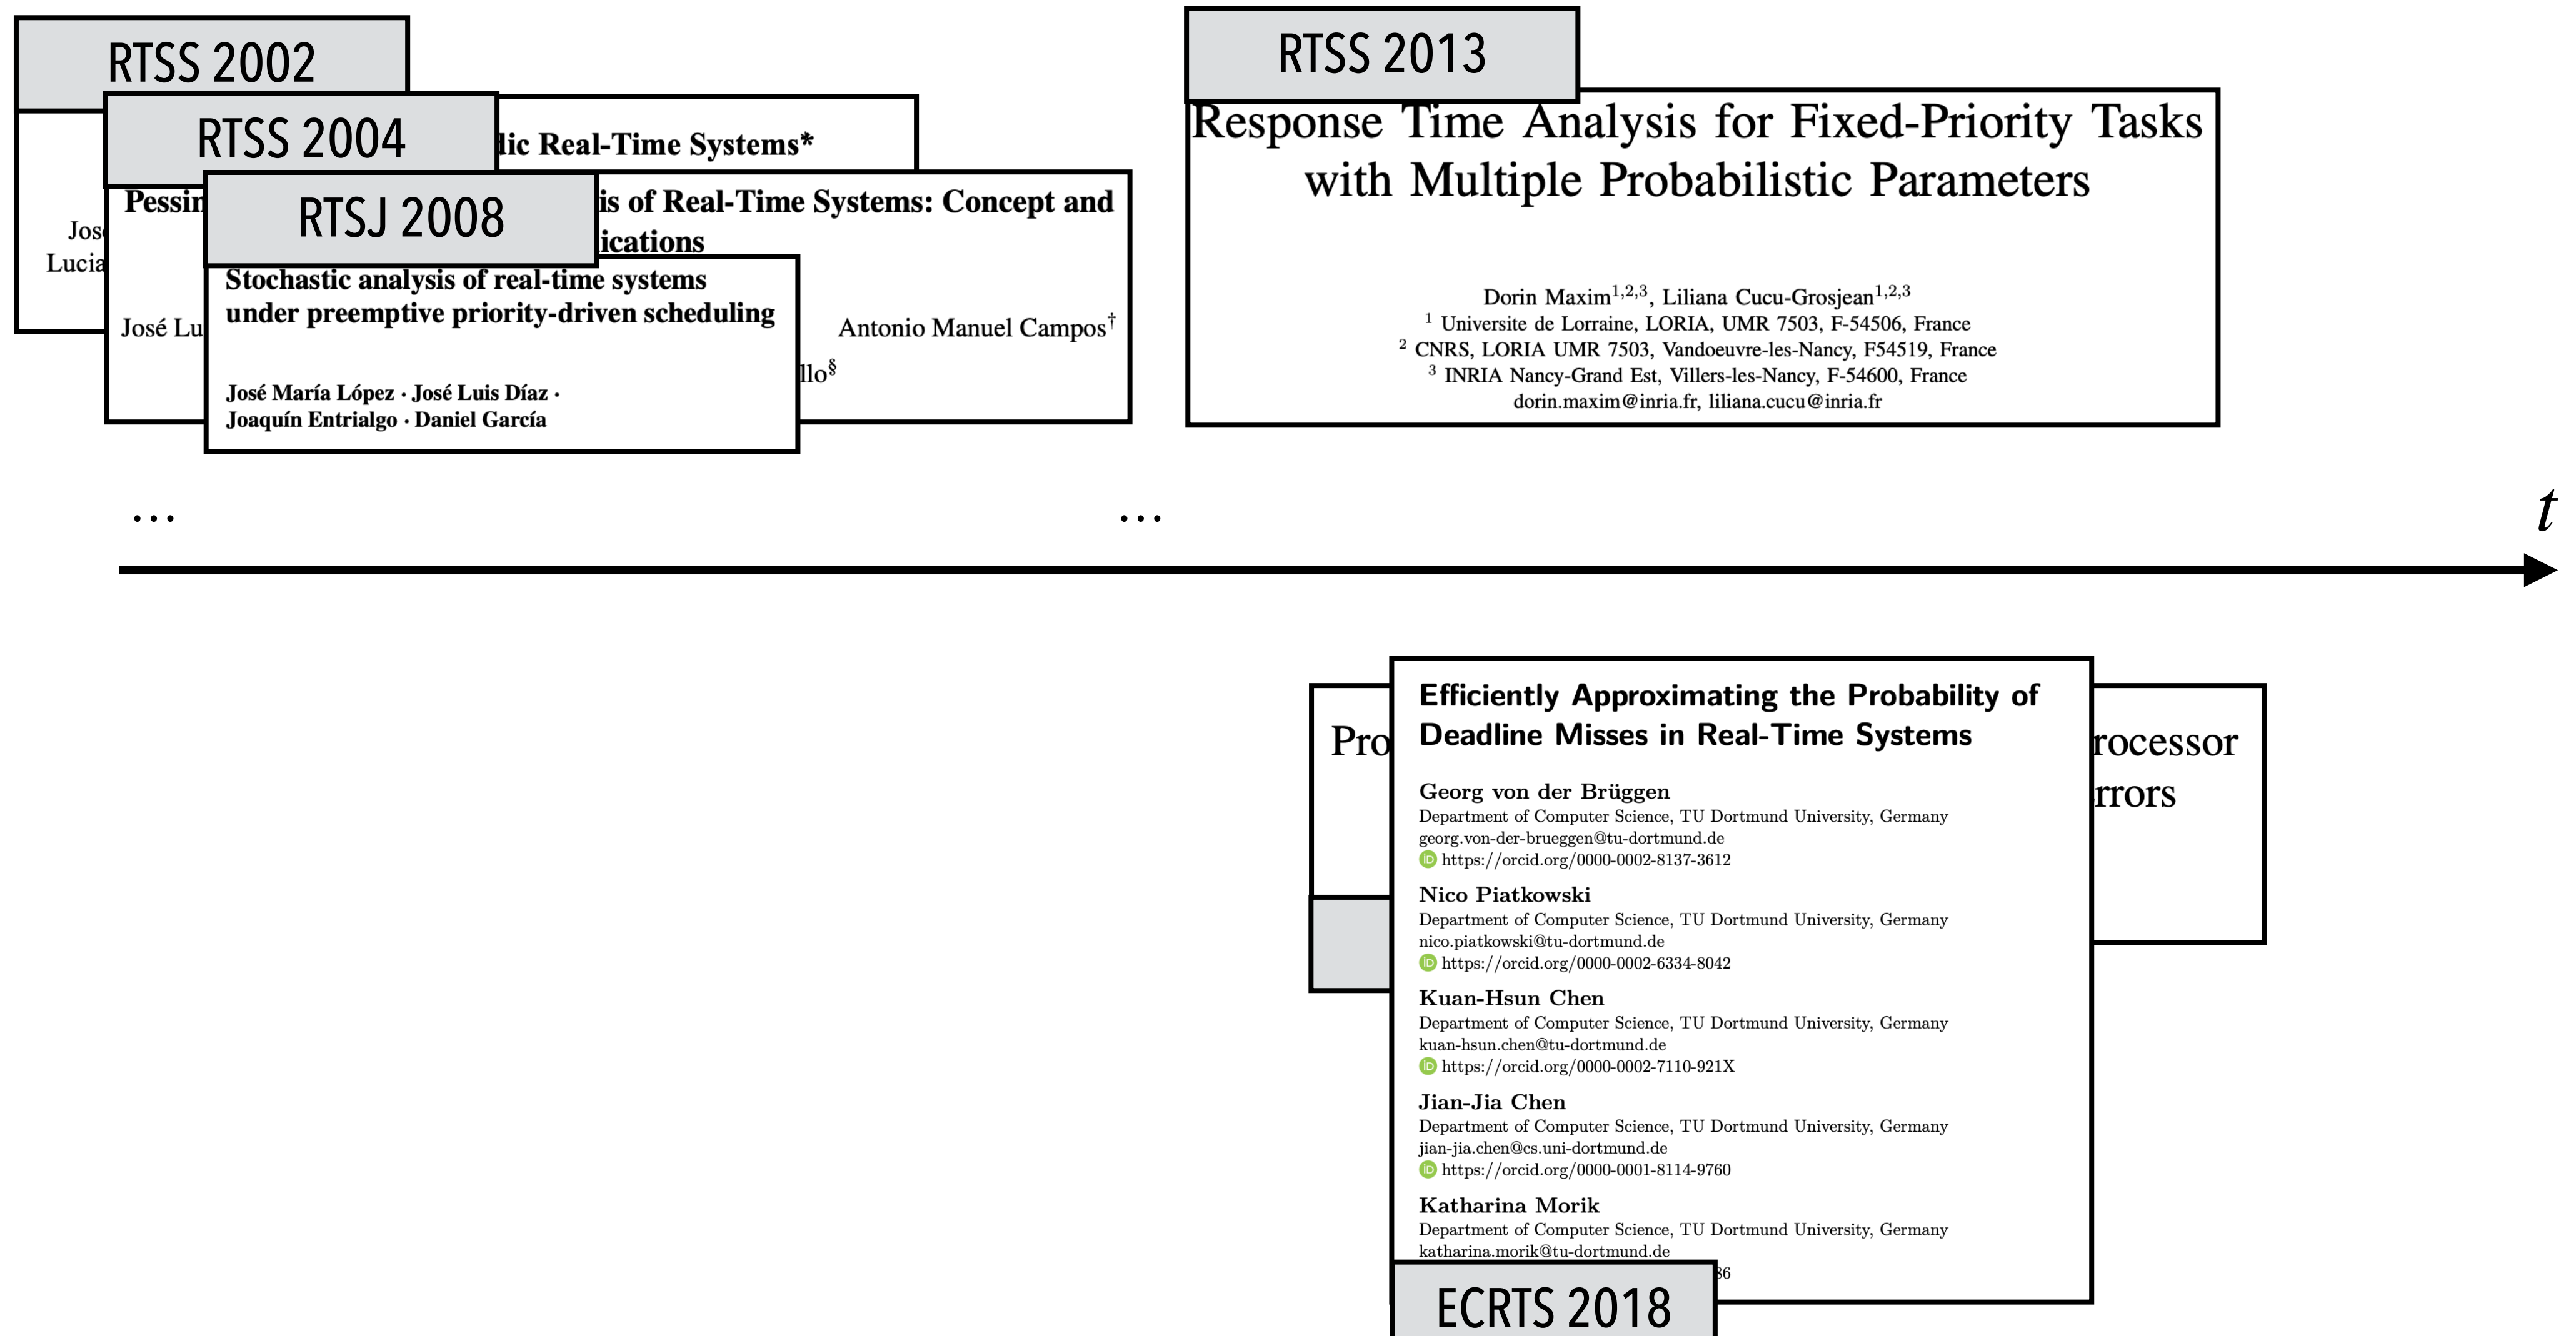 RTSS 2002
RTSS 2004
dic Real-Time Systems*
RTSJ 2008
is of Real-Time Systems: Concept and
ications
José Lu
Antonio Manuel Campos†
llo§
Stochastic analysis of real-time systems
under preemptive priority-driven scheduling
José María López · José Luis Díaz ·
Joaquín Entrialgo · Daniel García
RTSS 2013
Response Time Analysis for Fixed-Priority Tasks
with Multiple Probabilistic Parameters
Dorin Maxim1,2,3, Liliana Cucu-Grosjean1,2,3
1 Universite de Lorraine, LORIA, UMR 7503, F-54506, France
2 CNRS, LORIA UMR 7503, Vandoeuvre-les-Nancy, F54519, France
3 INRIA Nancy-Grand Est, Villers-les-Nancy, F-54600, France
dorin.maxim@inria.fr, liliana.cucu@inria.fr
... ...
t
Pro
rocessor
rrors
Efficiently Approximating the Probability of
Deadline Misses in Real-Time Systems
Georg von der Brüggen
Department of Computer Science, TU Dortmund University, Germany
georg.von-der-brueggen@tu-dortmund.de
iD https://orcid.org/0000-0002-8137-3612
Nico Piatkowski
Department of Computer Science, TU Dortmund University, Germany
nico.piatkowski@tu-dortmund.de
iD https://orcid.org/0000-0002-6334-8042
Kuan-Hsun Chen
Department of Computer Science, TU Dortmund University, Germany
kuan-hsun.chen@tu-dortmund.de
iD https://orcid.org/0000-0002-7110-921X
Jian-Jia Chen
Department of Computer Science, TU Dortmund University, Germany
jian-jia.chen@cs.uni-dortmund.de
iD https://orcid.org/0000-0001-8114-9760
Katharina Morik
Department of Computer Science, TU Dortmund University, Germany
katharina.morik@tu-dortmund.de
86
ECRTS 2018